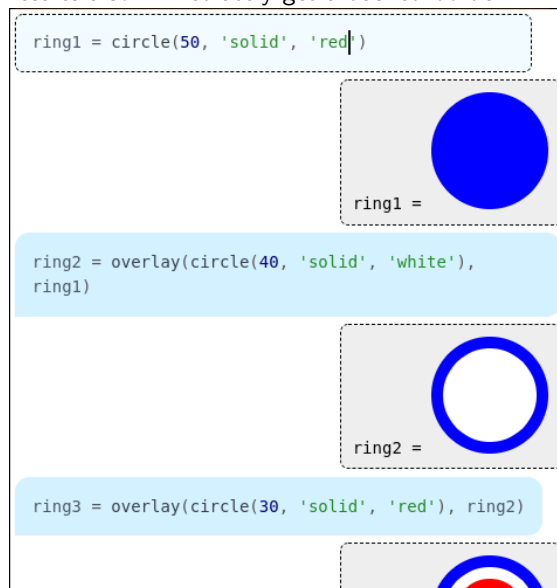 ring1 = circle(50, 'solid', 'red')
ring1 =
ring2 = overlay(circle(40, 'solid', 'white'),
ring1)
ring2 =
ring3 = overlay(circle(30, 'solid', 'red'), ring2)